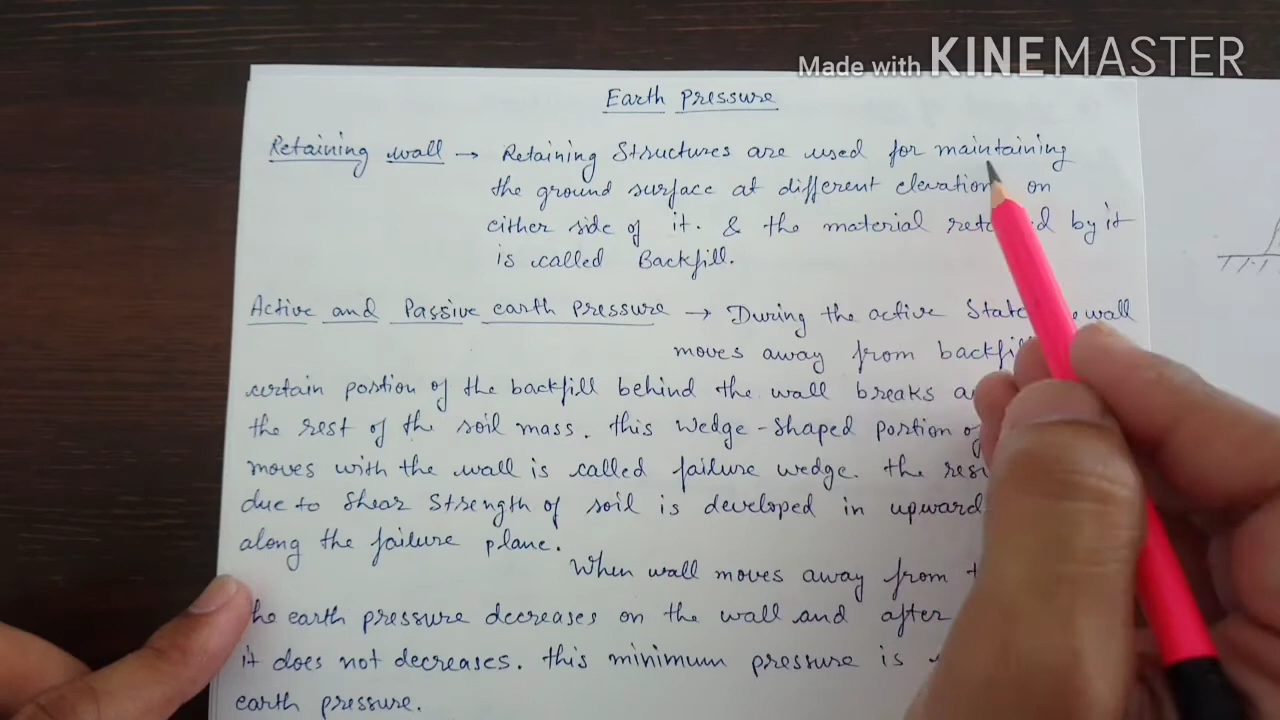 Made with KINEMASTER
Earth Pressure
Retaining wall → Retaining Structures are used for maintaining
the ground surface at different elevation on
either side of it. & the material by it
is called Backfill.
Active and Passive earth pressure → During the active State wall
moves away from
certain portion of the backfill behind the wall breaks
the rest of the soil mass. this wedge-shaped portion
moves with the wall is called failure wedge. the
due to shear strength of soil is developed in upward
along the failure plane.
When wall moves away from
the earth pressure decreases on the wall and after
it does not decreases. this minimum pressure is
earth pressure.